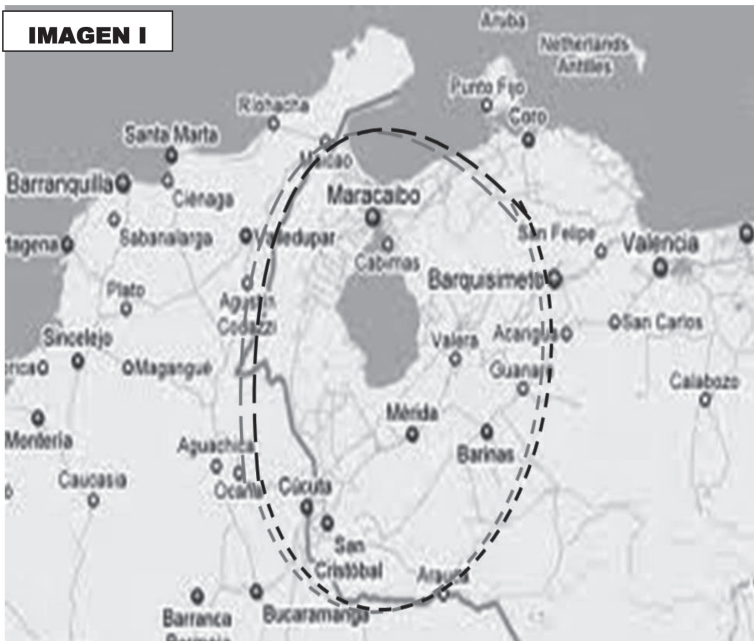 IMAGEN I
Aruba
Netherlands
Antilles
Punto Fijo
Riohacha
Coro
Santa Marta
Maicao
Barranquilla
Ciénaga
Maracaibo
Sabanalarga
Valledupar
San Felipe
Valencia
tagena
Cabimas
Barquisimeto
Plato
Agustín
Codazzi
San Carlos
Sincelejo
Valera
Acarigua
Magangué
Guanare
Calabozo
Mérida
Montería
Barinas
Aguachica
Caucasia
Ocaña
Cúcuta
San
Cristóbal
Arauca
Barranca
Bucaramanga